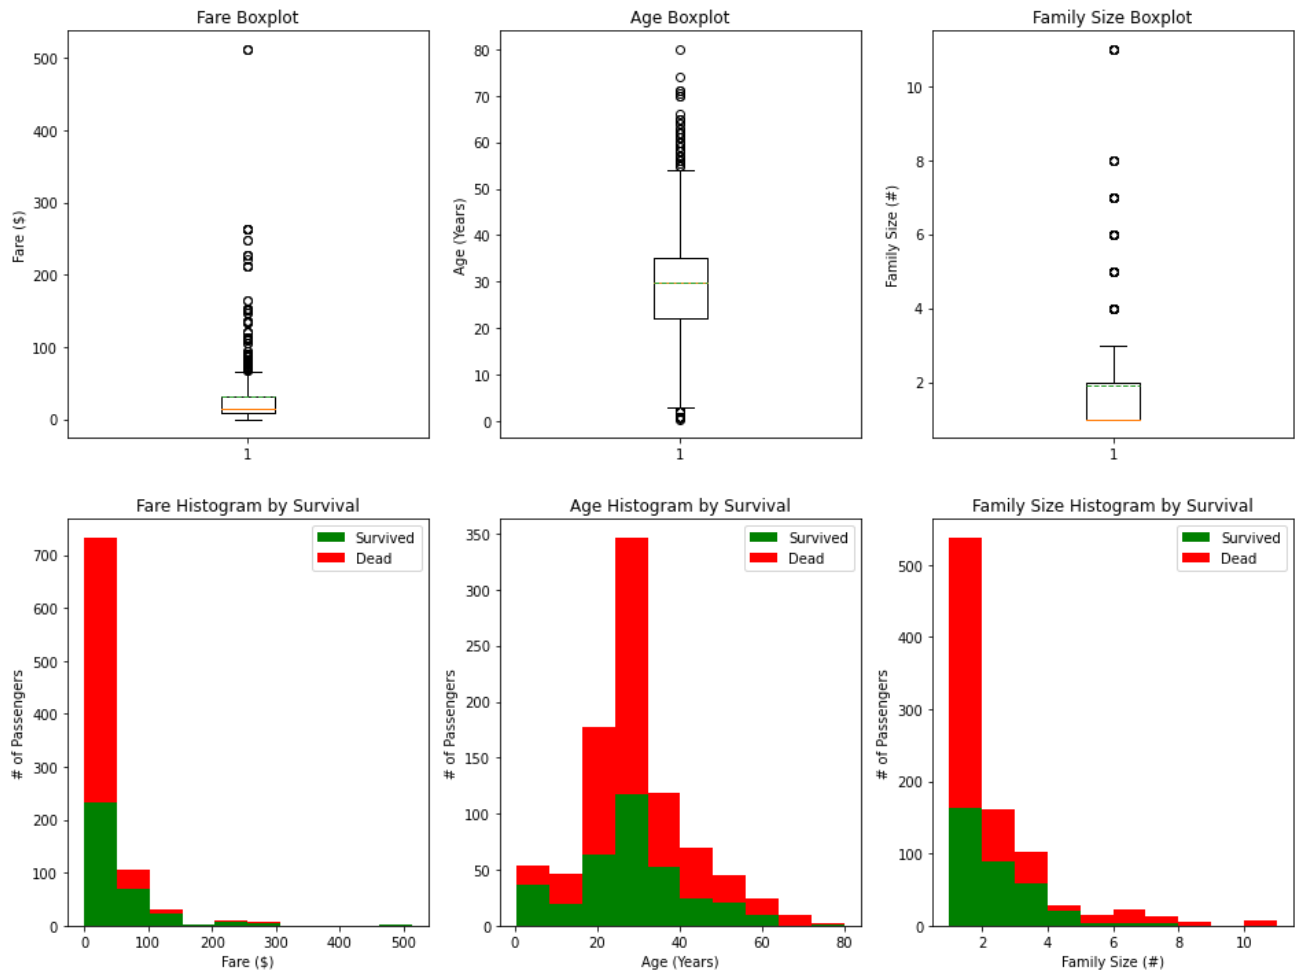 Fare Boxplot
Fare ($)
500
400
300
200
100
0
1
Age Boxplot
Age (Years)
80
70
60
50
40
30
20
10
0
1
Family Size Boxplot
Family Size (#)
10
8
6
4
2
1
Fare Histogram by Survival
# of Passengers
700
600
500
400
300
200
100
0
Survived
Dead
0 100 200 300 400 500
Fare ($)
Age Histogram by Survival
# of Passengers
350
300
250
200
150
100
50
0
Survived
Dead
0 20 40 60 80
Age (Years)
Family Size Histogram by Survival
# of Passengers
500
400
300
200
100
0
Survived
Dead
2 4 6 8 10
Family Size (#)